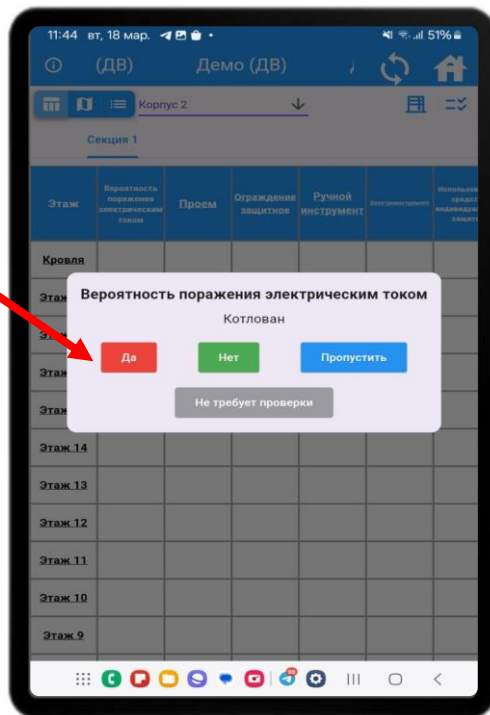 11:44 вт, 18 мар.
51%
(ДВ) Демо (ДВ)
Корпус 2
Секция 1
Этаж
Вероятность
поражения
электрическим
током
Проем
Ограждение
защитное
Ручной
инструмент
Электроинструмент
Кровля
Вероятность поражения электрическим током
Котлован
Да Нет Пропустить
Не требует проверки
Этаж 14
Этаж 13
Этаж 12
Этаж 11
Этаж 10
Этаж 9